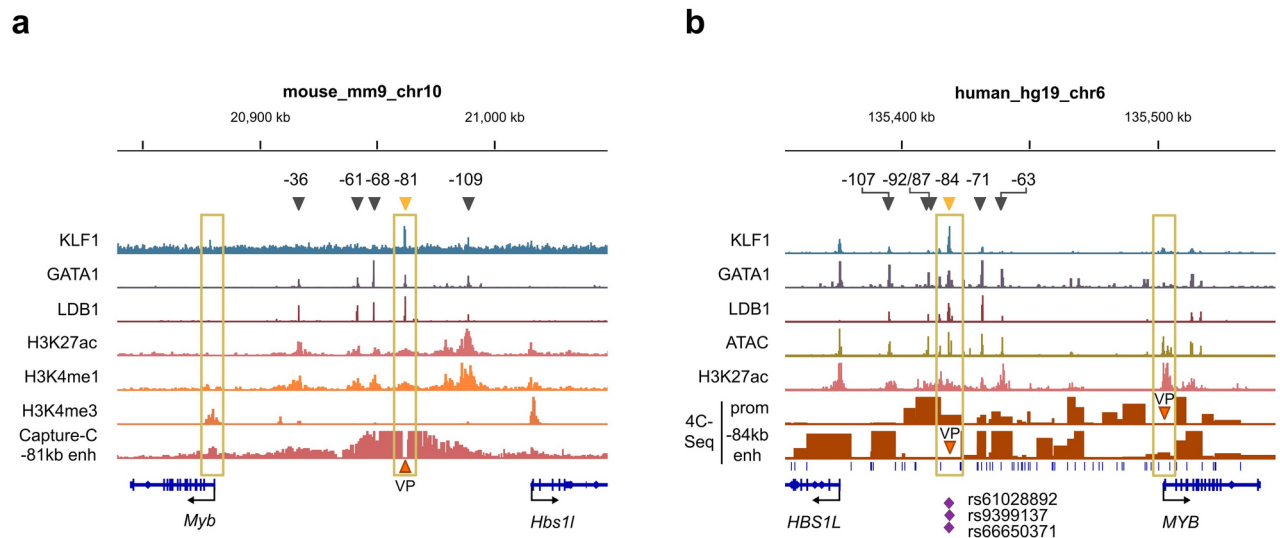 a
mouse_mm9_chr10
20,900 kb 21,000 kb
-36 -61 -68 -81 -109
KLF1
GATA1
LDB1
H3K27ac
H3K4me1
H3K4me3
Capture-C
-81kb enh
VP
Myb Hbs1l
b
human_hg19_chr6
135,400 kb 135,500 kb
-107 -92/87 -84 -71 -63
KLF1
GATA1
LDB1
ATAC
H3K27ac
VP
4C-
Seq
prom
VP
-84kb
enh
HBS1L MYB
rs61028892
rs9399137
rs66650371